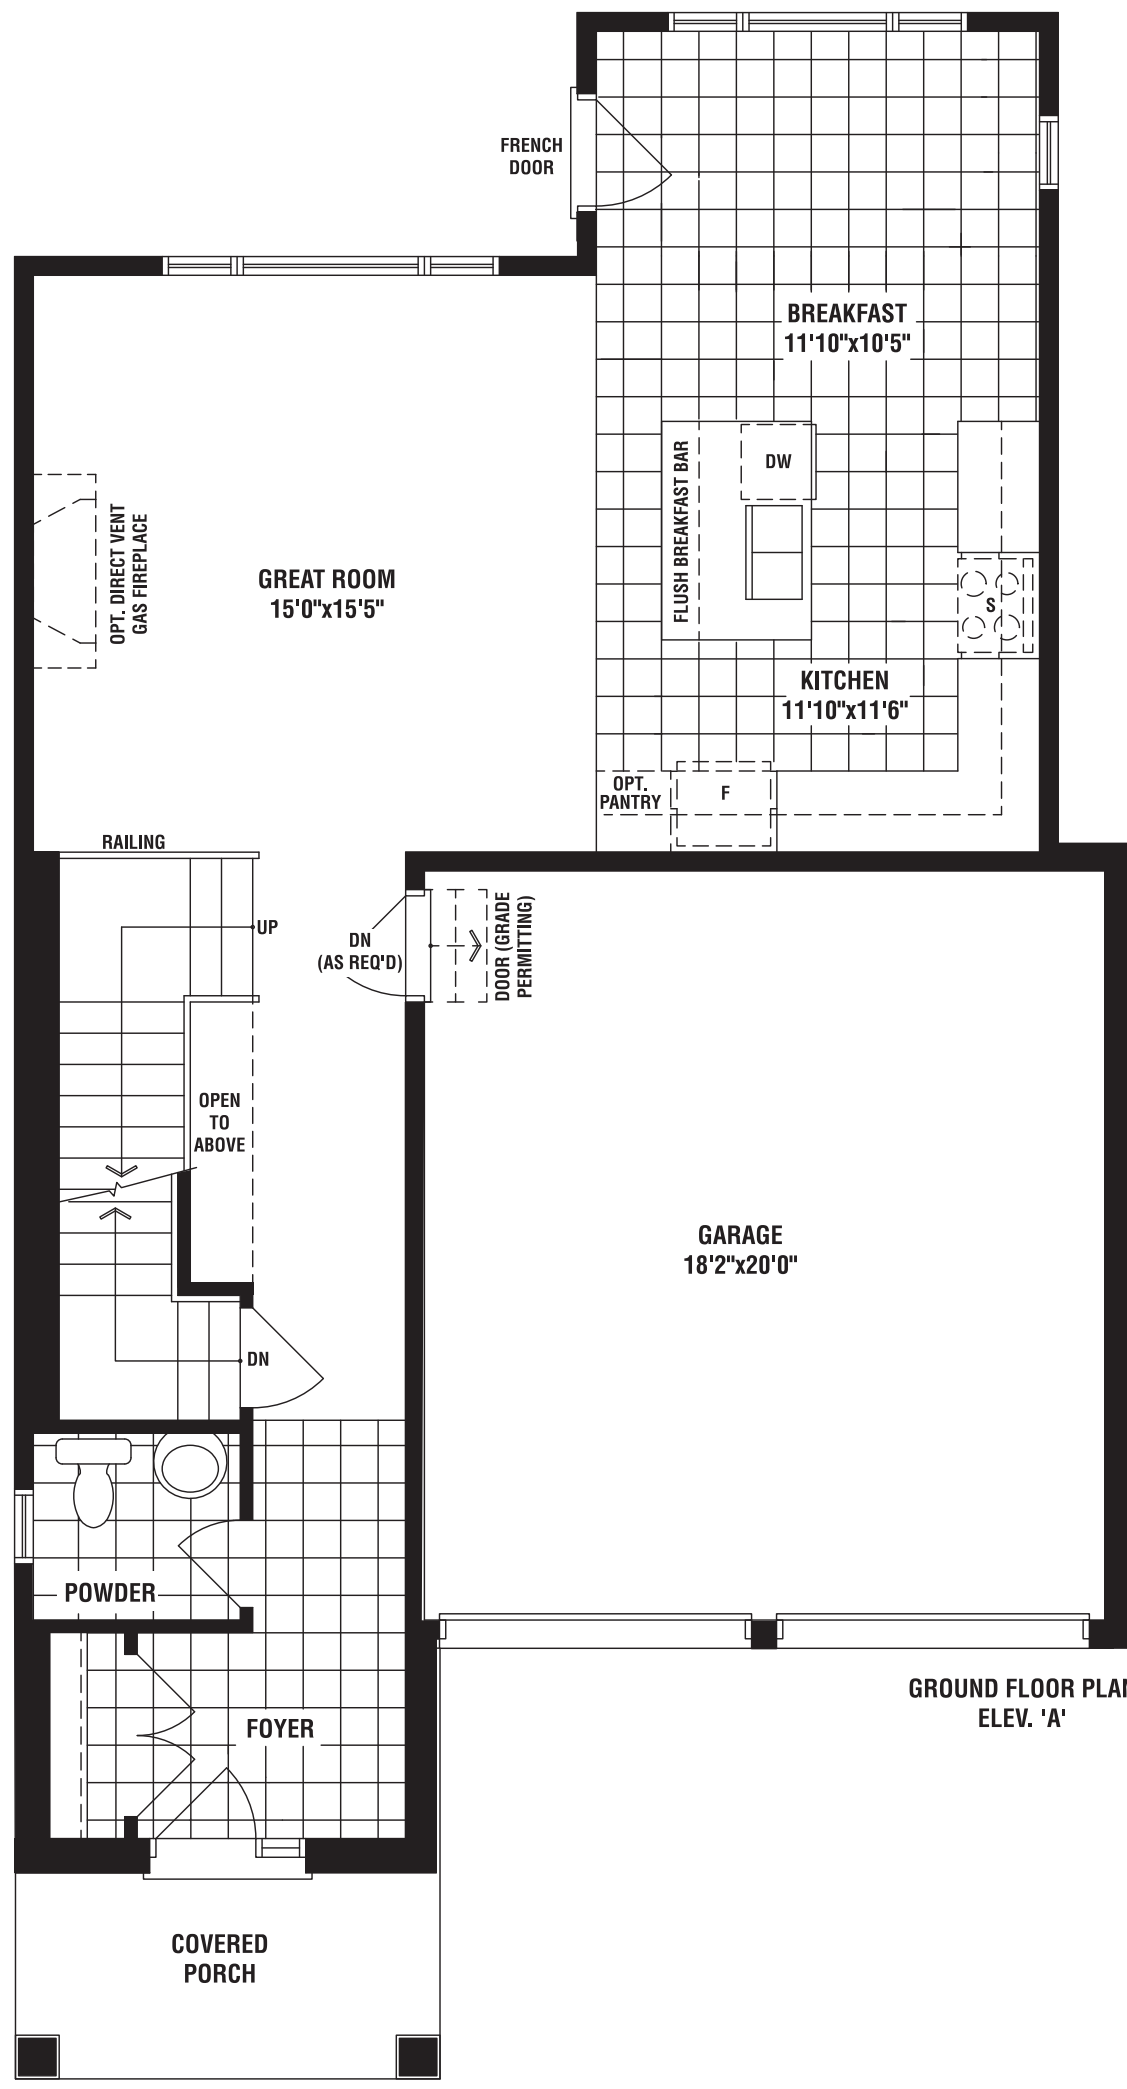 FRENCH
DOOR
BREAKFAST
11'10"x10'5"
FLUSH BREAKFAST BAR
DW
OPT. DIRECT VENT
GAS FIREPLACE
GREAT ROOM
15'0"x15'5"
S
KITCHEN
11'10"x11'6"
OPT.
PANTRY
F
RAILING
UP
DN
(AS REQ'D)
DOOR (GRADE
PERMITTING)
OPEN
TO
ABOVE
GARAGE
18'2"x20'0"
DN
POWDER
GROUND FLOOR PLAN
ELEV. 'A'
FOYER
COVERED
PORCH